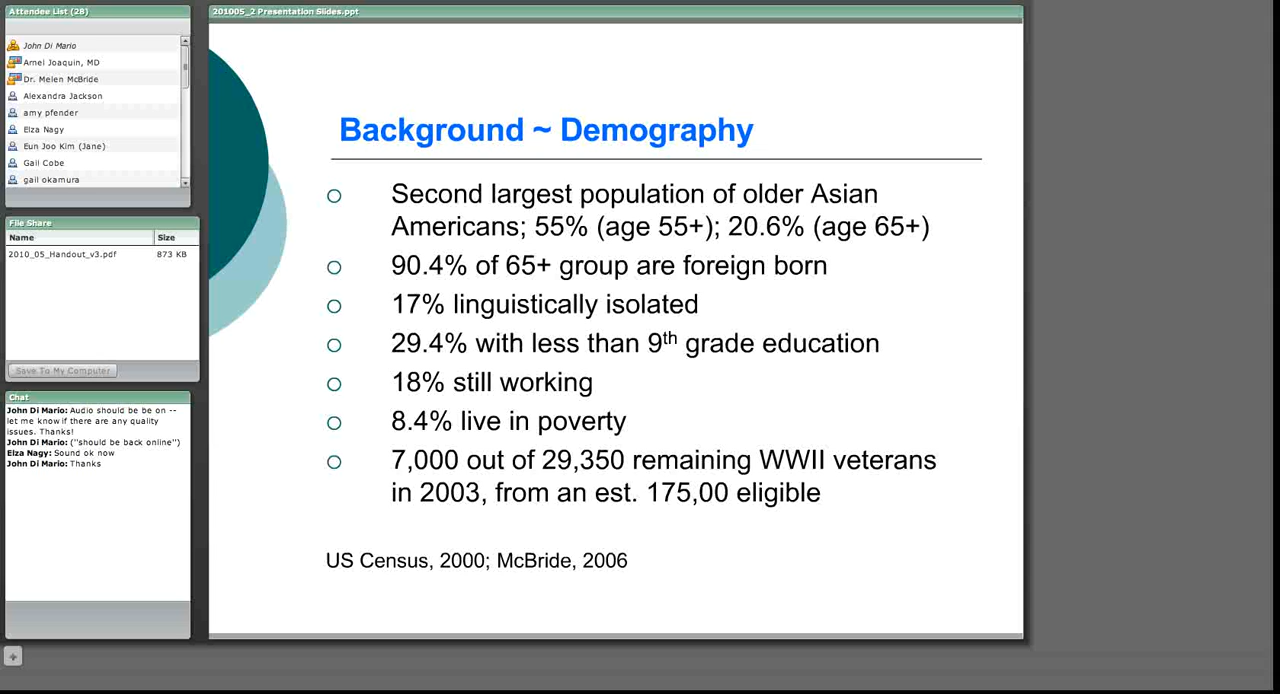 Attendee List (28)
John Di Mario
Arnel Joaquin, MD
Dr. Melen McBride
Alexandra Jackson
amy pfender
Elza Nagy
Eun Joo Kim (Jane)
Gail Cobe
gail okamura
File Share
Name Size
2010_05_Handout_v3.pdf 873 KB
Save To My Computer
Chat
John Di Mario: Audio should be be on --
let me know if there are any quality
issues. Thanks!
John Di Mario: ("should be back online")
Elza Nagy: Sound ok now
John Di Mario: Thanks
201005_2 Presentation Slides.ppt
Background ~ Demography
Second largest population of older Asian
Americans; 55% (age 55+); 20.6% (age 65+)
90.4% of 65+ group are foreign born
17% linguistically isolated
29.4% with less than 9th grade education
18% still working
8.4% live in poverty
7,000 out of 29,350 remaining WWII veterans
in 2003, from an est. 175,00 eligible
US Census, 2000; McBride, 2006